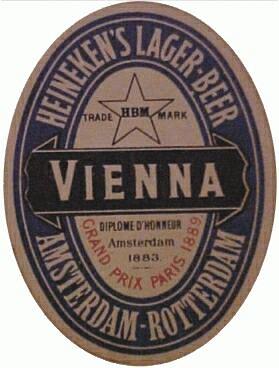 HEINEKEN'S LAGER-BEER
TRADE HBM MARK
VIENNA
DIPLOME D'HONNEUR
Amsterdam
1883.
GRAND PRIX PARIS 1889
AMSTERDAM-ROTTERDAM